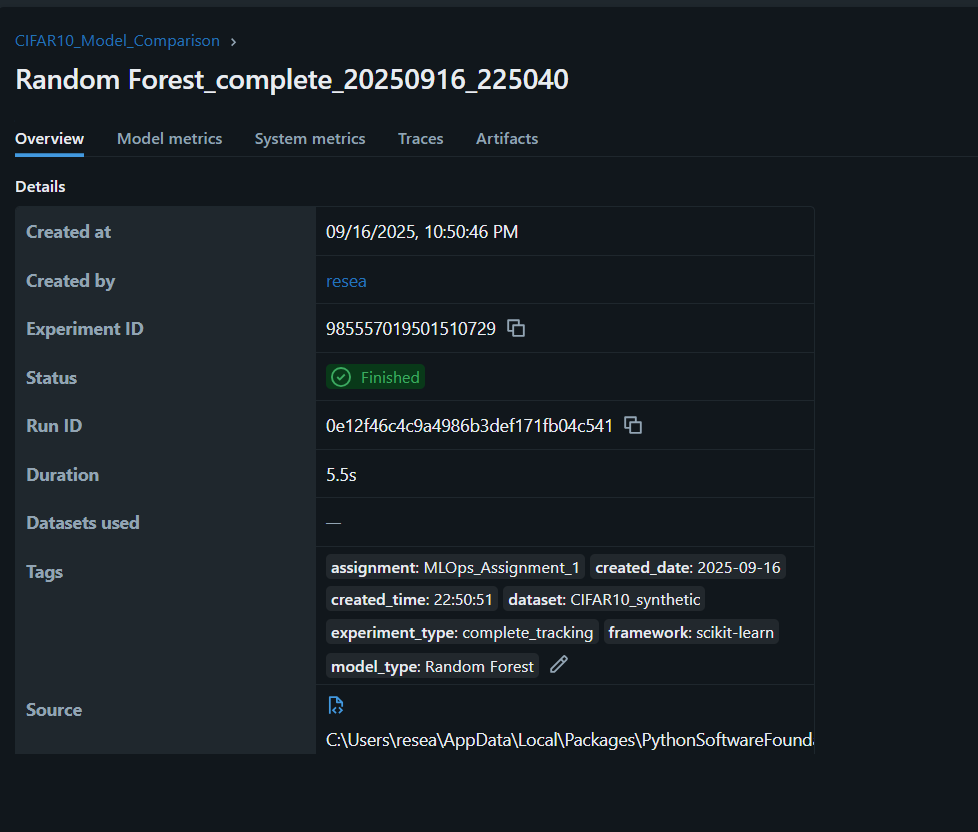 CIFAR10_Model_Comparison ›
Random Forest_complete_20250916_225040
Overview Model metrics System metrics Traces Artifacts
Details
Created at 09/16/2025, 10:50:46 PM
Created by resea
Experiment ID 985557019501510729
Status Finished
Run ID 0e12f46c4c9a4986b3def171fb04c541
Duration 5.5s
Datasets used —
Tags assignment: MLOps_Assignment_1 created_date: 2025-09-16
created_time: 22:50:51 dataset: CIFAR10_synthetic
experiment_type: complete_tracking framework: scikit-learn
model_type: Random Forest
Source
C:\Users\resea\AppData\Local\Packages\PythonSoftwareFounda